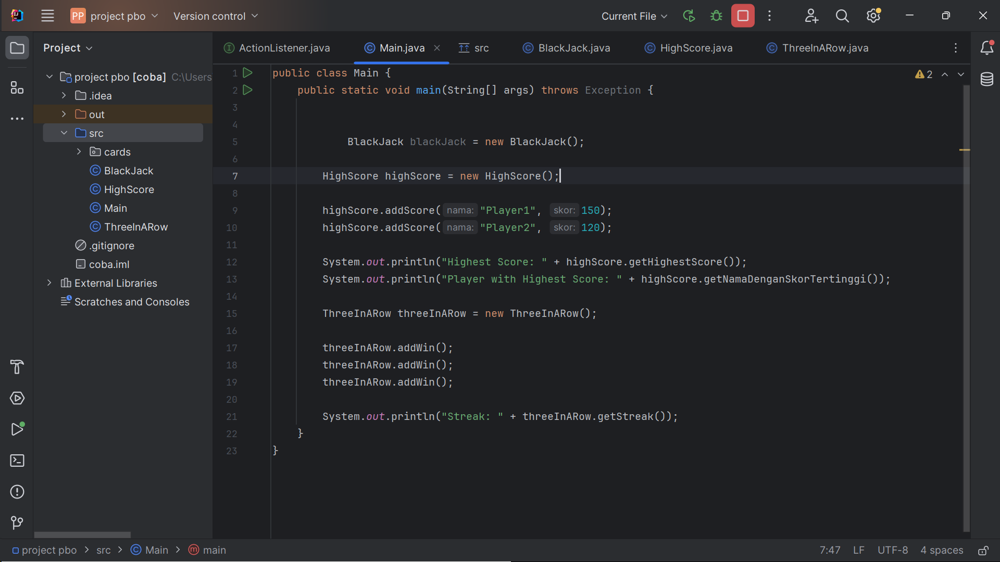 PP project pbo Version control Current File
Project
ActionListener.java Main.java src BlackJack.java HighScore.java ThreeInARow.java
project pbo [coba] C:\Users
.idea
out
src
cards
BlackJack
HighScore
Main
ThreeInARow
.gitignore
coba.iml
External Libraries
Scratches and Consoles
2
1 public class Main {
2 public static void main(String[] args) throws Exception {
3
4
5 BlackJack blackJack = new BlackJack();
6
7 HighScore highScore = new HighScore();
8
9 highScore.addScore( nama: "Player1", skor: 150);
10 highScore.addScore( nama: "Player2", skor: 120);
11
12 System.out.println("Highest Score: " + highScore.getHighestScore());
13 System.out.println("Player with Highest Score: " + highScore.getNamaDenganSkorTertinggi());
14
15 ThreeInARow threeInARow = new ThreeInARow();
16
17 threeInARow.addWin();
18 threeInARow.addWin();
19 threeInARow.addWin();
20
21 System.out.println("Streak: " + threeInARow.getStreak());
22 }
23 }
project pbo > src > Main > main 7:47 LF UTF-8 4 spaces